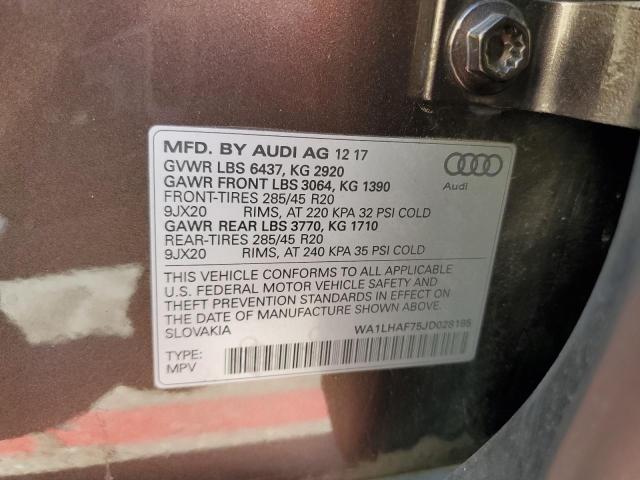 MFD. BY AUDI AG 12 17
GVWR LBS 6437, KG 2920
GAWR FRONT LBS 3064, KG 1390
FRONT-TIRES 285/45 R20
9JX20 RIMS, AT 220 KPA 32 PSI COLD
GAWR REAR LBS 3770, KG 1710
REAR-TIRES 285/45 R20
9JX20 RIMS, AT 240 KPA 35 PSI COLD
Audi
THIS VEHICLE CONFORMS TO ALL APPLICABLE
U.S. FEDERAL MOTOR VEHICLE SAFETY AND
THEFT PREVENTION STANDARDS IN EFFECT ON
THE DATE OF MANUFACTURE SHOWN ABOVE.
SLOVAKIA WA1LHAF75JD028195
TYPE:
MPV